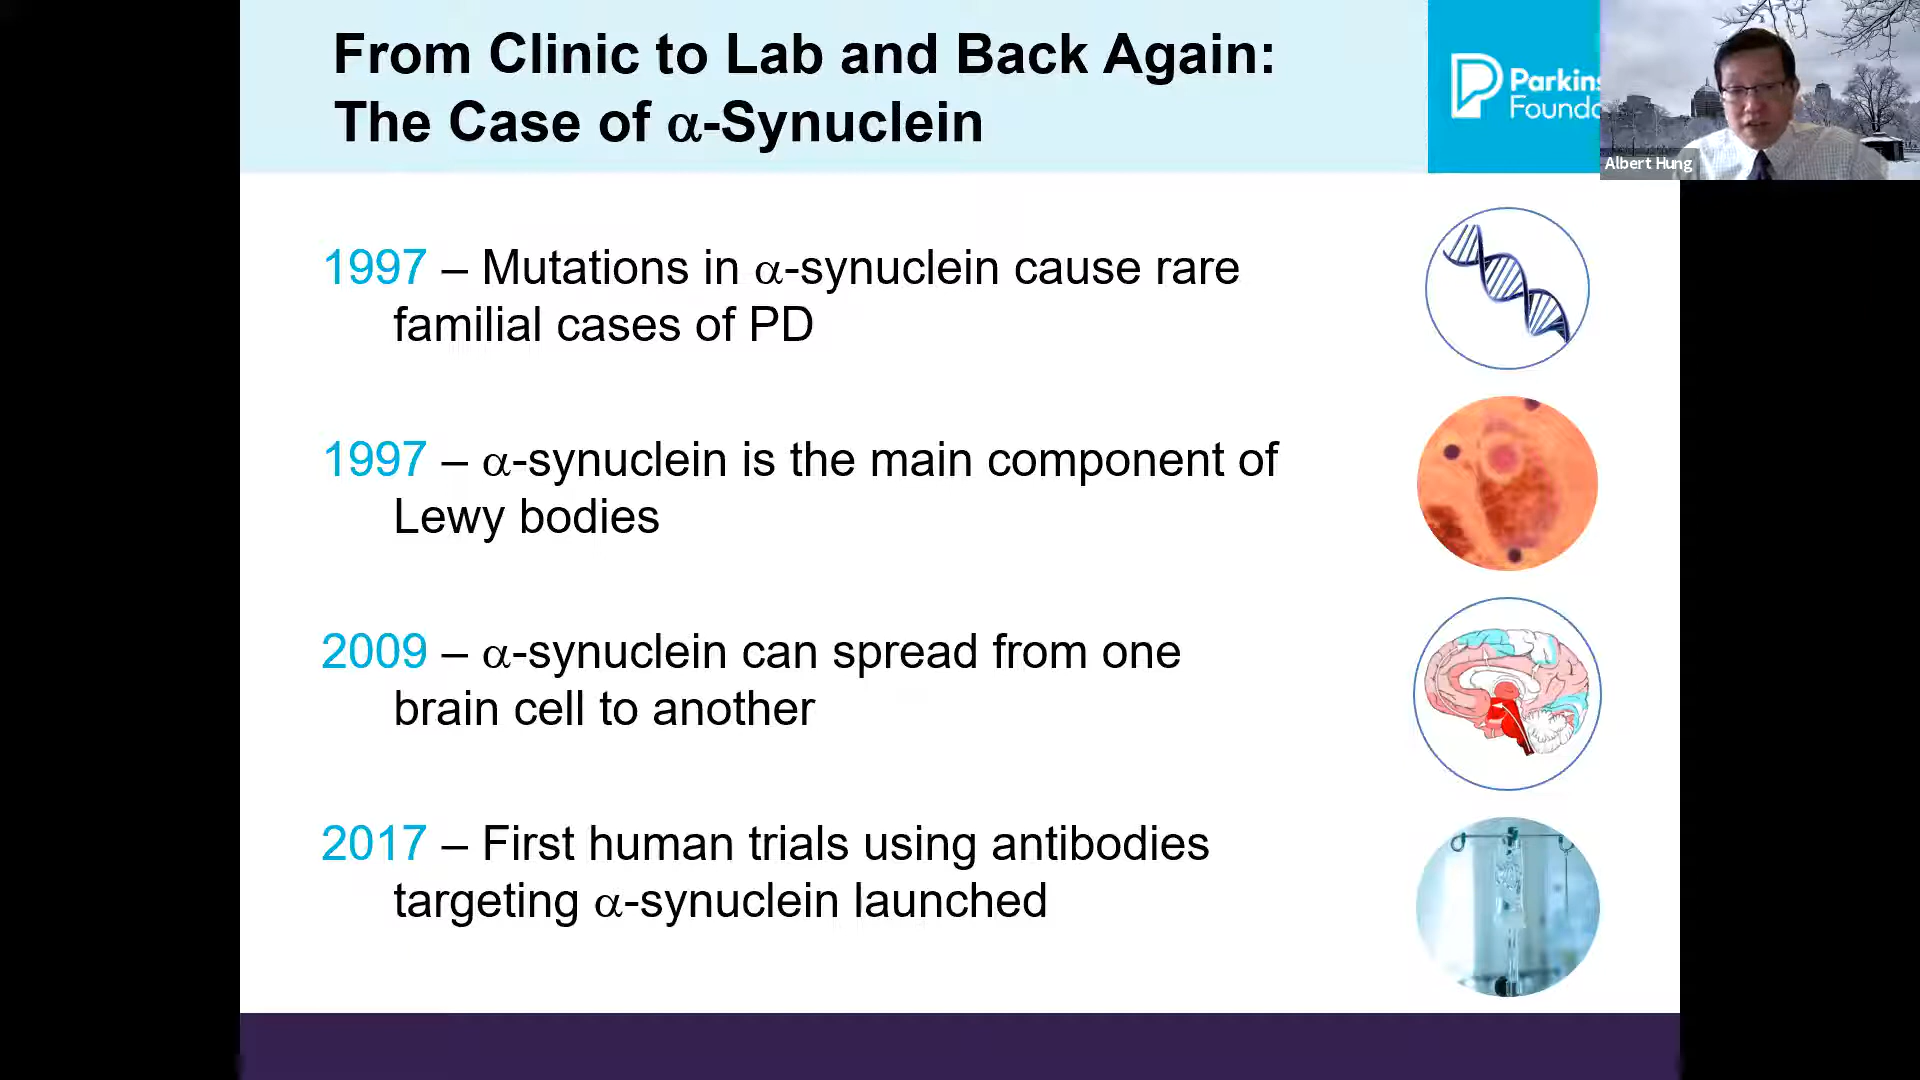 From Clinic to Lab and Back Again:
The Case of α-Synuclein
Parkins
Founda
Albert Hung
1997 – Mutations in α-synuclein cause rare
familial cases of PD
1997 – α-synuclein is the main component of
Lewy bodies
2009 – α-synuclein can spread from one
brain cell to another
2017 – First human trials using antibodies
targeting α-synuclein launched